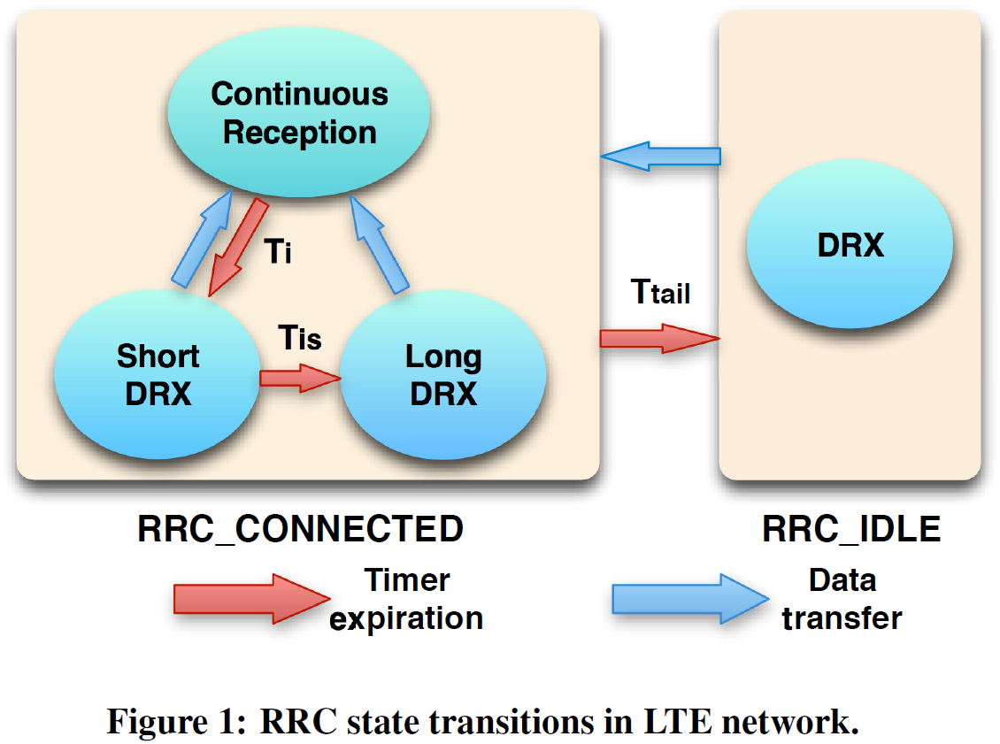 Continuous
Reception
Ti
Short
DRX
Tis
Long
DRX
Ttail
DRX
RRC_CONNECTED
RRC_IDLE
Timer
expiration
Data
transfer
Figure 1: RRC state transitions in LTE network.